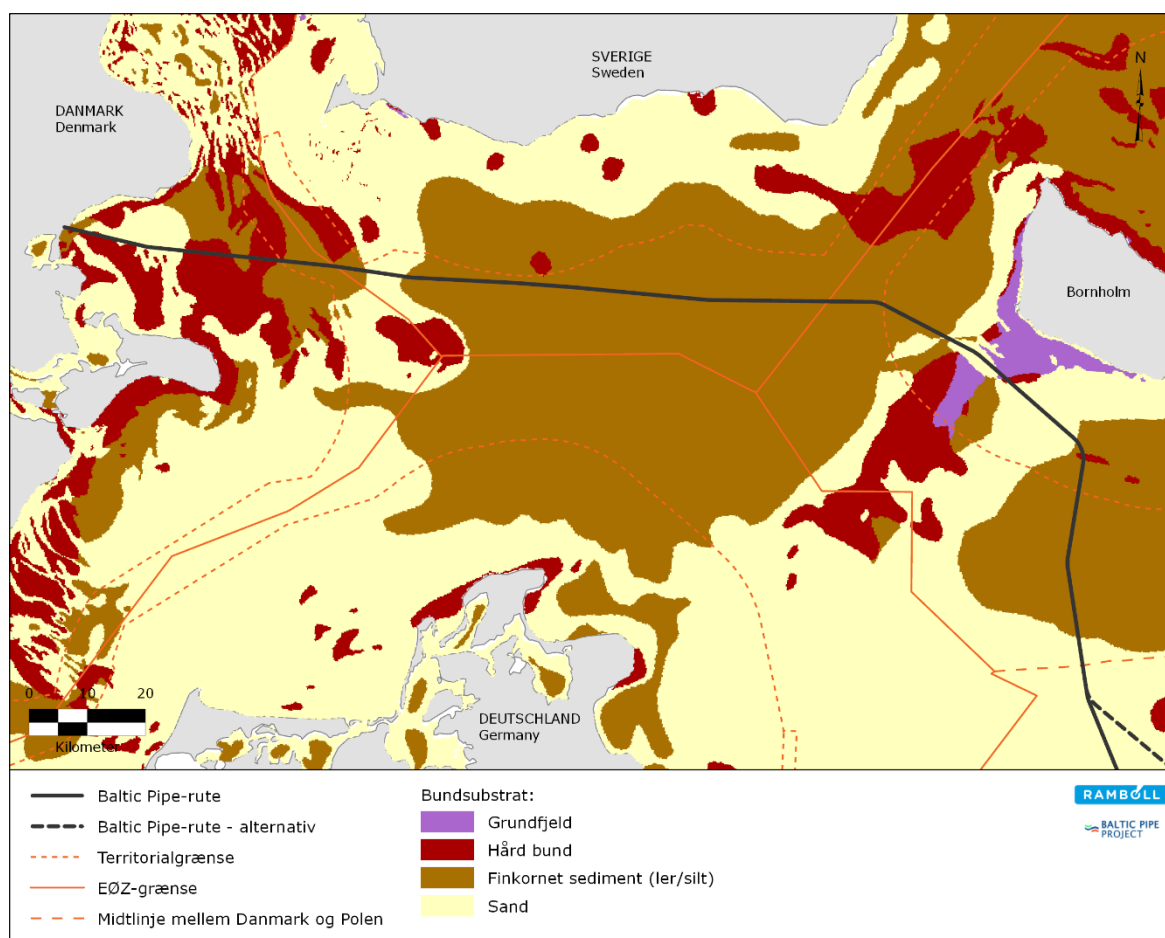 SVERIGE
Sweden
DANMARK
Denmark
N
Bornholm
0 10 20
Kilometer
DEUTSCHLAND
Germany
Baltic Pipe-rute
Baltic Pipe-rute - alternativ
Territorialgrænse
EØZ-grænse
Midtlinje mellem Danmark og Polen
Bundsubstrat:
Grundfjeld
Hård bund
Finkornet sediment (ler/silt)
Sand
RAMBOLL
BALTIC PIPE
PROJECT